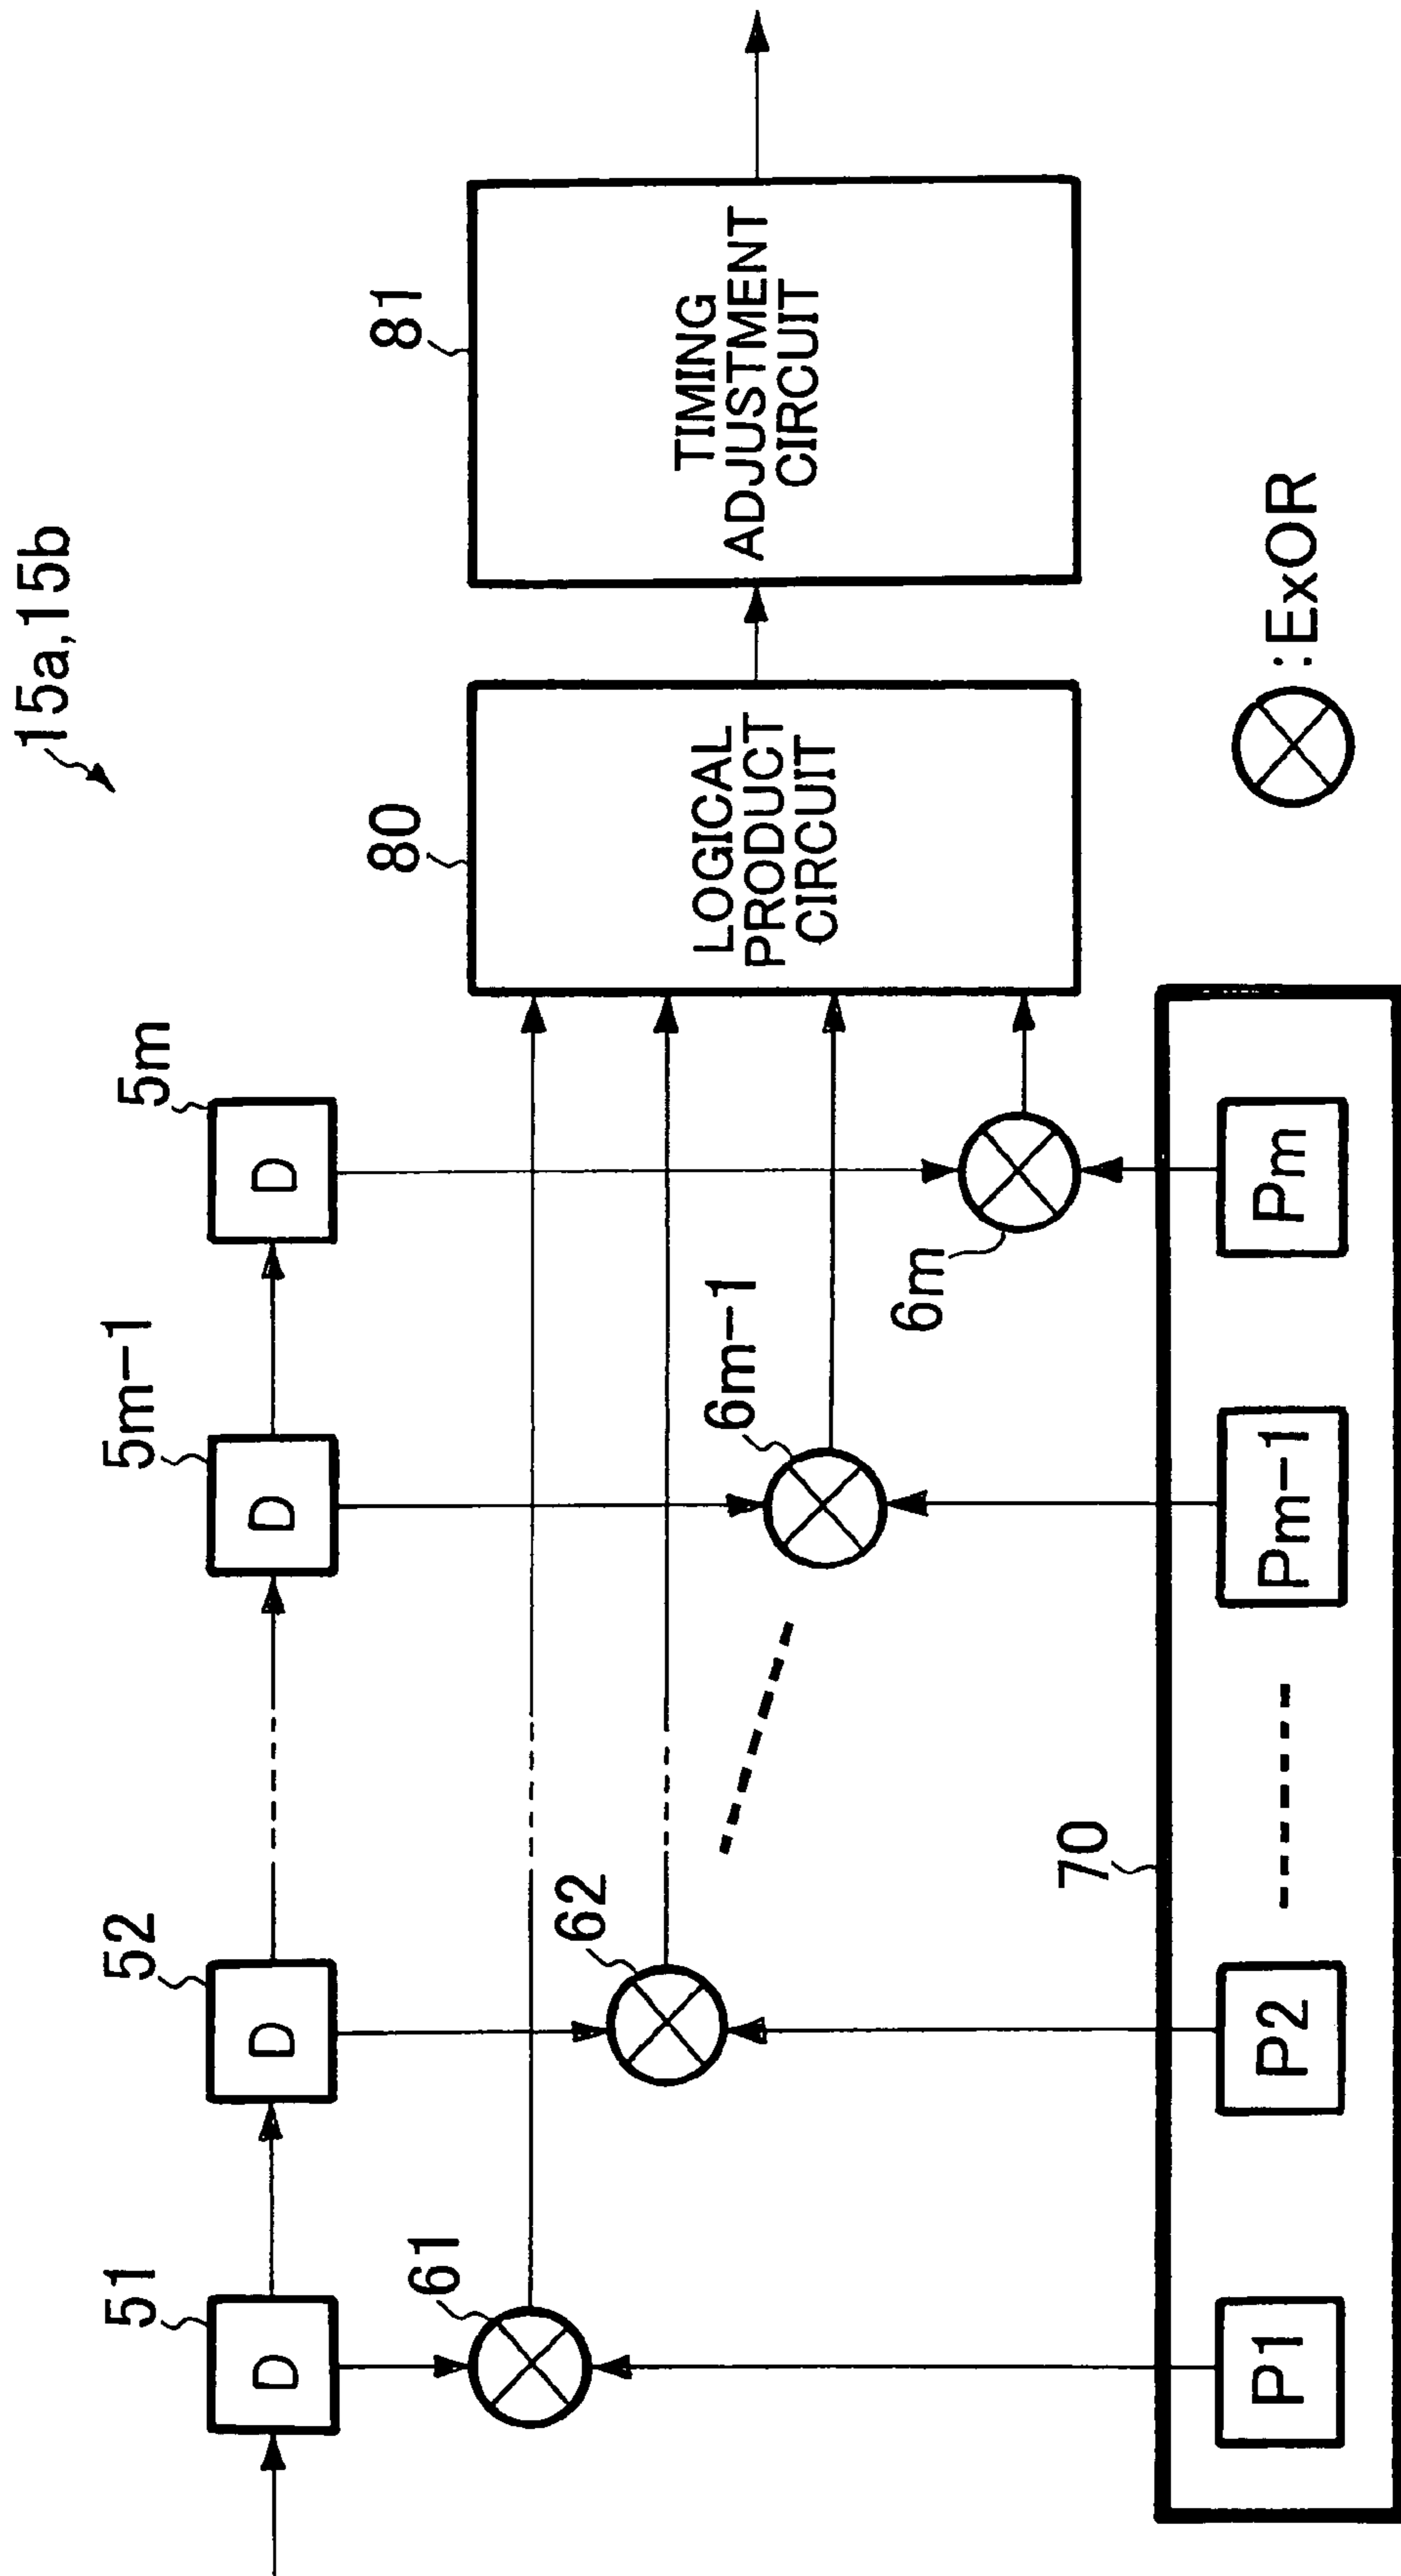 15a,15b
51
52
5m-1
5m
D
D
D
D
61
62
6m-1
6m
80
LOGICAL
PRODUCT
CIRCUIT
81
TIMING
ADJUSTMENT
CIRCUIT
70
P1
P2
Pm-1
Pm
:ExOR